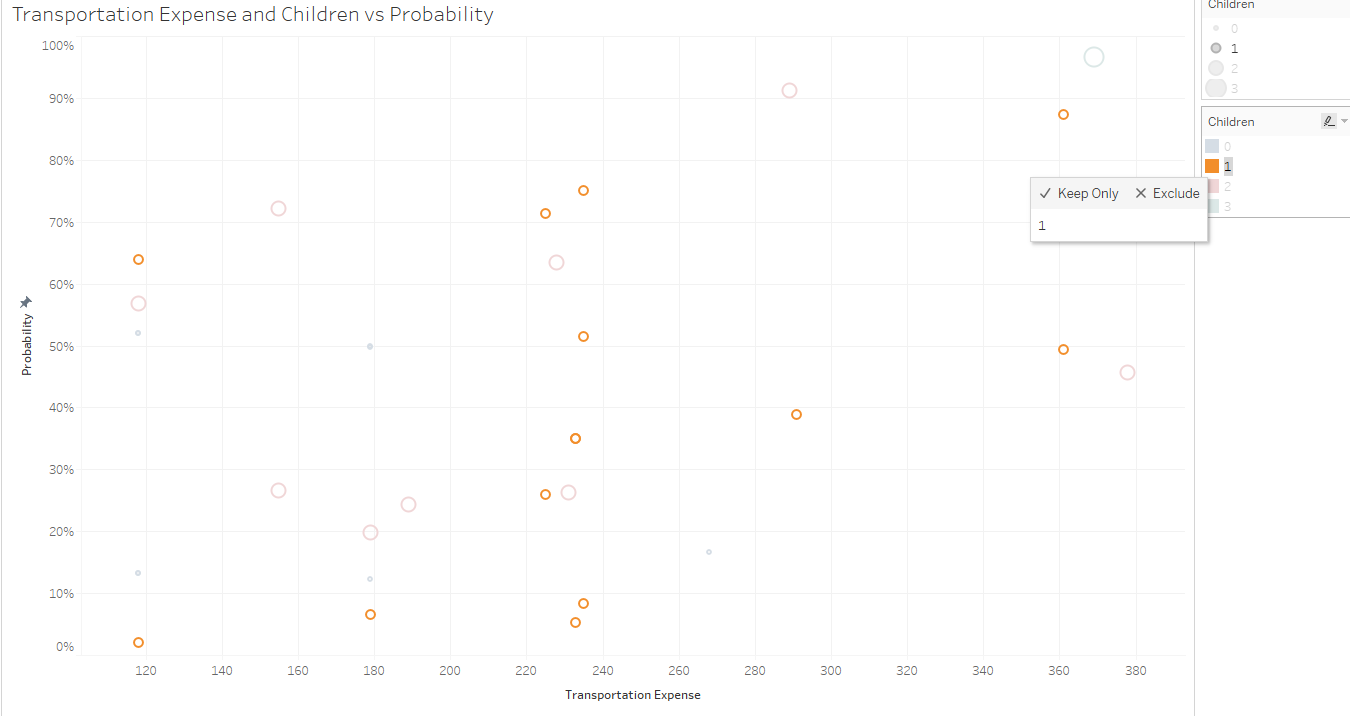 Transportation Expense and Children vs Probability
100%
90%
80%
70%
60%
50%
40%
30%
20%
10%
0%
Probability
120 140 160 180 200 220 240 260 280 300 320 340 360 380
Transportation Expense
Children
0
1
2
3
Children
0
1
2
3
Keep Only Exclude
1